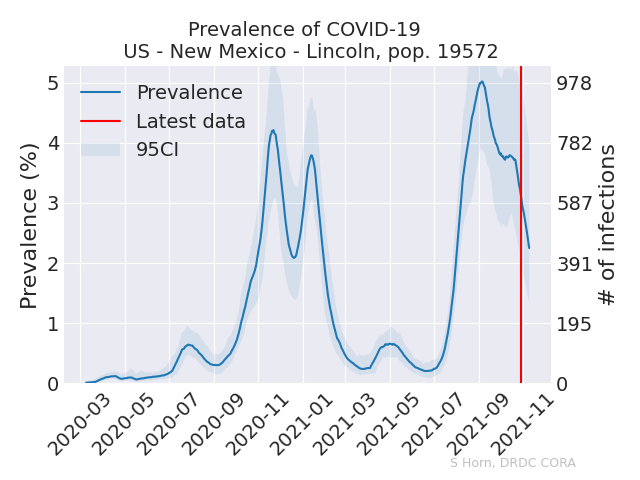 Prevalence of COVID-19
US - New Mexico - Lincoln, pop. 19572
Prevalence
Latest data
95CI
Prevalence (%)
5
4
3
2
1
0
978
782
587
391
195
0
# of infections
2020-03
2020-05
2020-07
2020-09
2020-11
2021-01
2021-03
2021-05
2021-07
2021-09
2021-11
S Horn, DRDC CORA